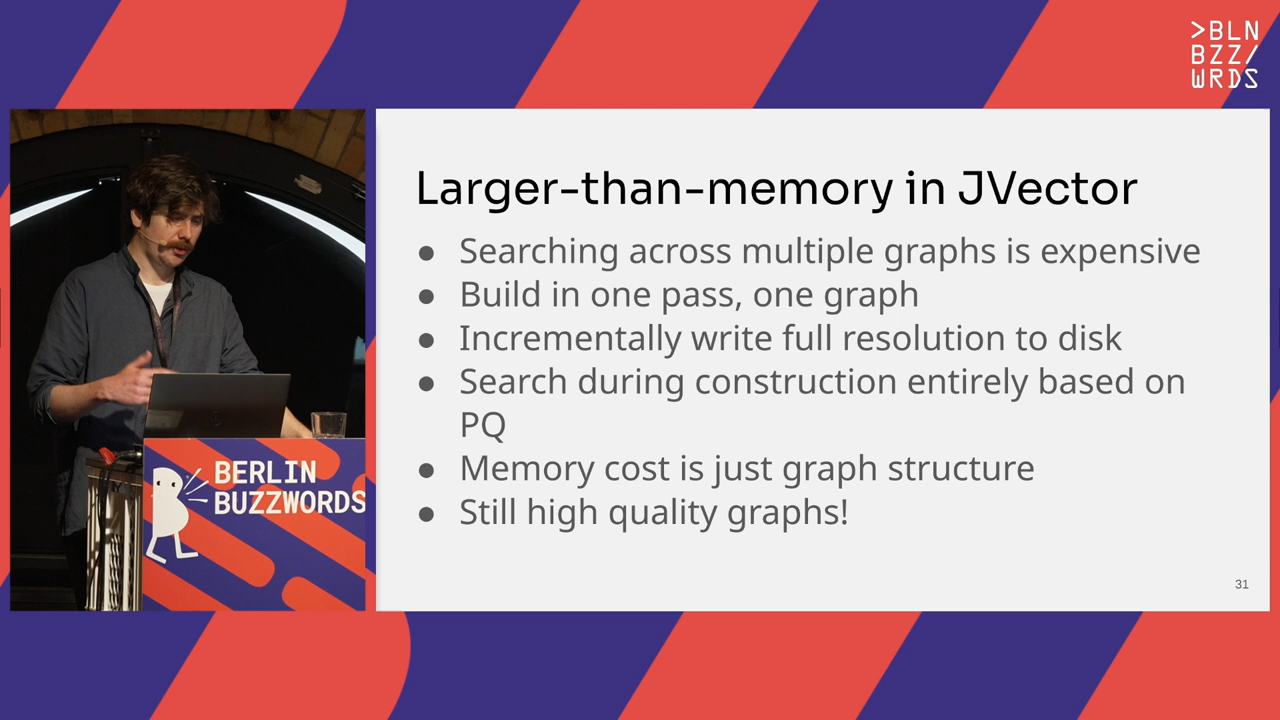 >BLN
BZZ/
WRDS
Larger-than-memory in JVector
● Searching across multiple graphs is expensive
● Build in one pass, one graph
● Incrementally write full resolution to disk
● Search during construction entirely based on
PQ
● Memory cost is just graph structure
● Still high quality graphs!
31
BERLIN
BUZZWORDS